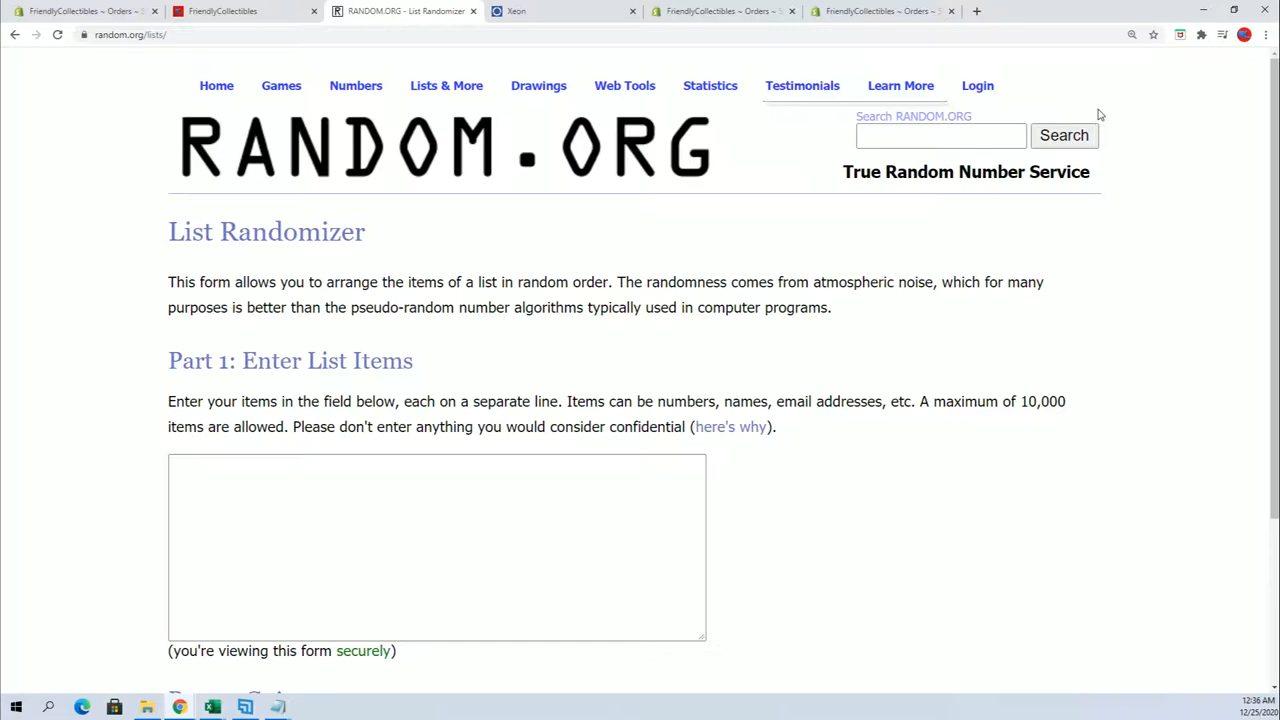 FriendlyCollectibles ~ Orders ~ S
FriendlyCollectibles
RANDOM.ORG - List Randomizer
Xeon
FriendlyCollectibles ~ Orders ~ S
FriendlyCollectibles ~ Orders ~ S
random.org/lists/
Home Games Numbers Lists & More Drawings Web Tools Statistics Testimonials Learn More Login
RANDOM.ORG
Search RANDOM.ORG
Search
True Random Number Service
List Randomizer
This form allows you to arrange the items of a list in random order. The randomness comes from atmospheric noise, which for many
purposes is better than the pseudo-random number algorithms typically used in computer programs.
Part 1: Enter List Items
Enter your items in the field below, each on a separate line. Items can be numbers, names, email addresses, etc. A maximum of 10,000
items are allowed. Please don't enter anything you would consider confidential (here's why).
(you're viewing this form securely)
12:36 AM
12/25/2020